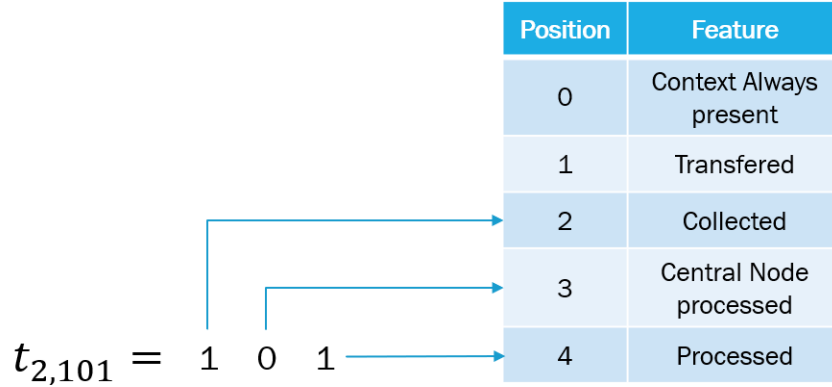 Position Feature
0 Context Always
present
1 Transfered
2 Collected
3 Central Node
processed
4 Processed
t2,101 = 1 0 1